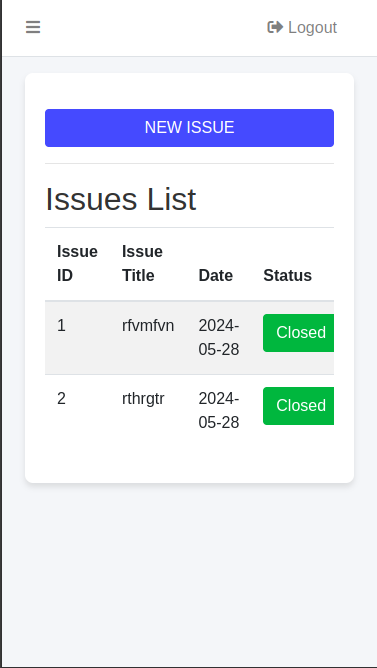 Logout
NEW ISSUE
Issues List
Issue ID Issue Title Date Status
1 rfvmfvn 2024-05-28 Closed
2 rthrgtr 2024-05-28 Closed